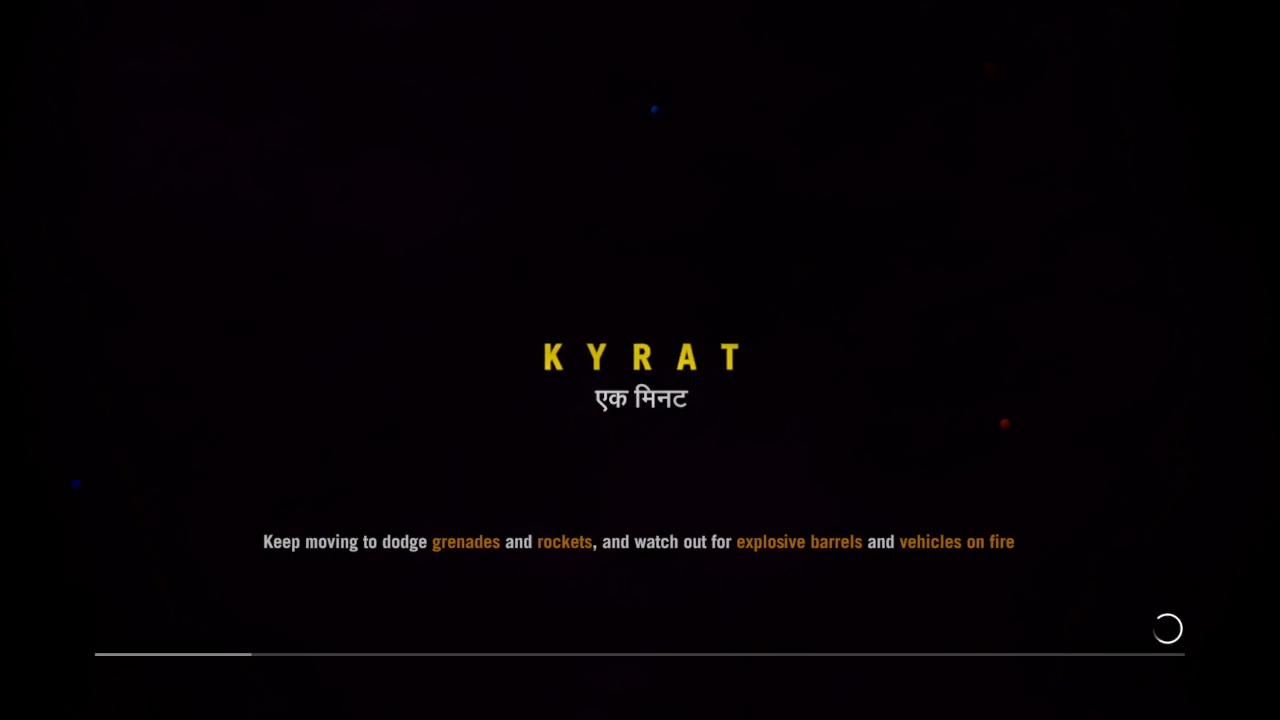 KYRAT
एक मिनट
Keep moving to dodge grenades and rockets, and watch out for explosive barrels and vehicles on fire